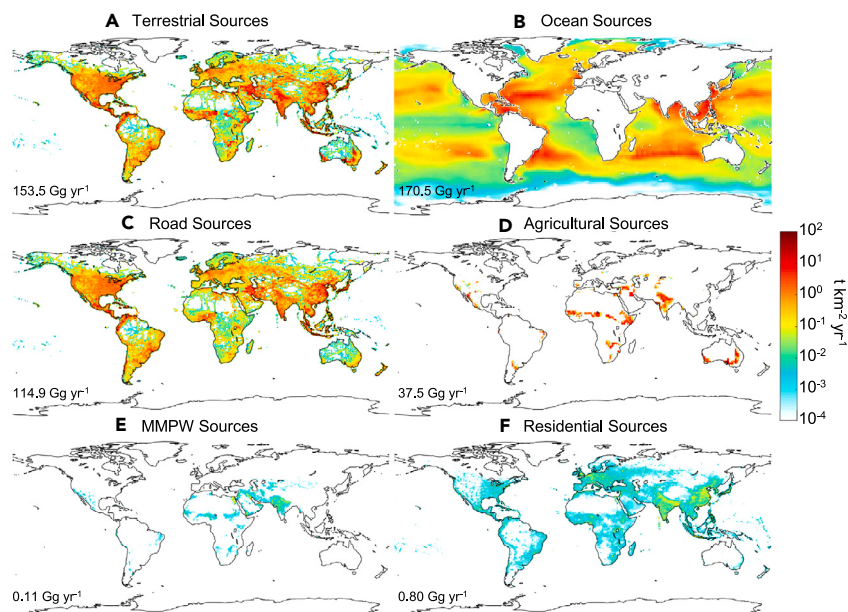 A Terrestrial Sources
B Ocean Sources
153.5 Gg yr⁻¹
170.5 Gg yr⁻¹
C Road Sources
D Agricultural Sources
114.9 Gg yr⁻¹
37.5 Gg yr⁻¹
10²
10¹
10⁰
10⁻¹
10⁻²
10⁻³
10⁻⁴
t km⁻² yr⁻¹
E MMPW Sources
F Residential Sources
0.11 Gg yr⁻¹
0.80 Gg yr⁻¹